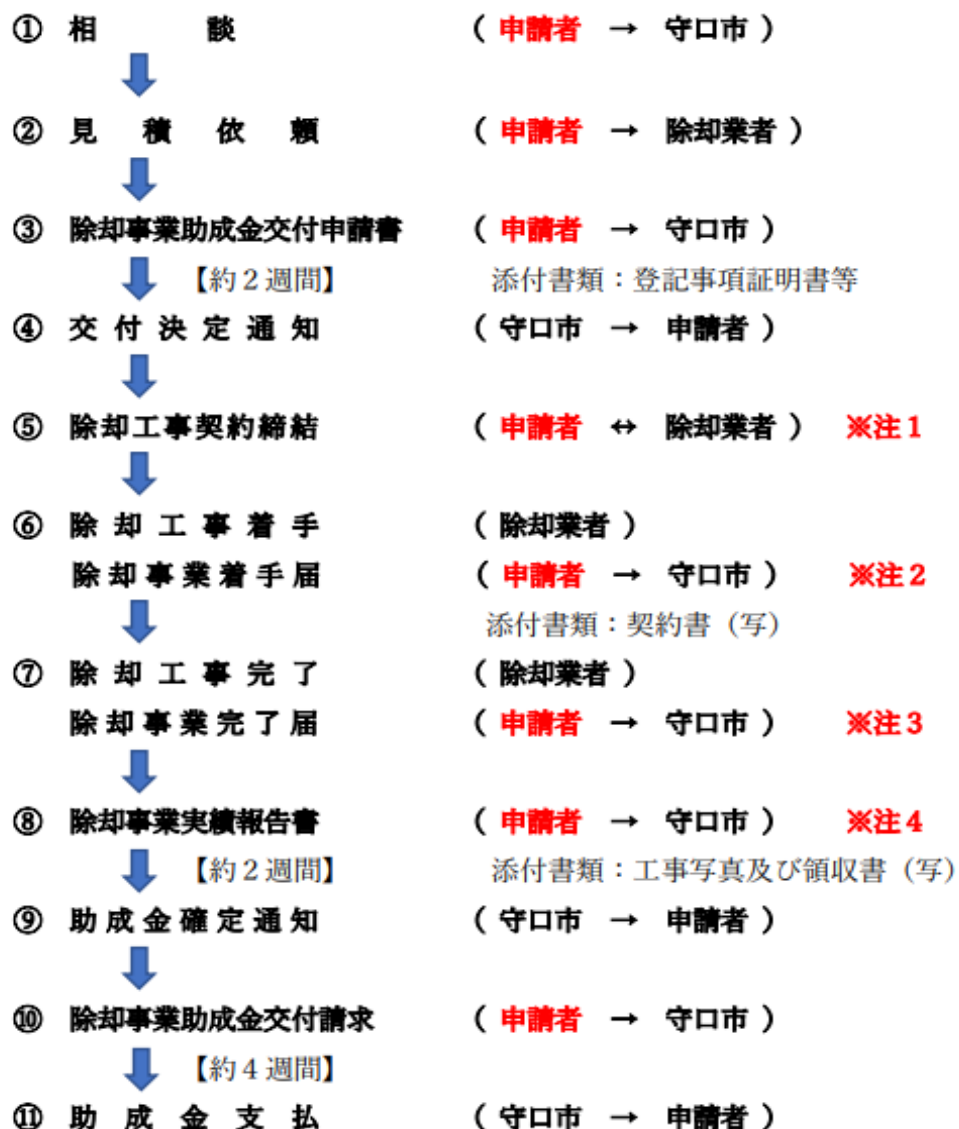 ① 相談 ( 申請者 → 守口市 )
② 見積依頼 ( 申請者 → 除却業者 )
③ 除却事業助成金交付申請書 ( 申請者 → 守口市 )
【約２週間】 添付書類：登記事項証明書等
④ 交付決定通知 ( 守口市 → 申請者 )
⑤ 除却工事契約締結 ( 申請者 ↔ 除却業者 ) ※注１
⑥ 除却工事着手 ( 除却業者 )
除却事業着手届 ( 申請者 → 守口市 ) ※注２
添付書類：契約書（写）
⑦ 除却工事完了 ( 除却業者 )
除却事業完了届 ( 申請者 → 守口市 ) ※注３
⑧ 除却事業実績報告書 ( 申請者 → 守口市 ) ※注４
【約２週間】 添付書類：工事写真及び領収書（写）
⑨ 助成金確定通知 ( 守口市 → 申請者 )
⑩ 除却事業助成金交付請求 ( 申請者 → 守口市 )
【約４週間】
⑪ 助成金支払 ( 守口市 → 申請者 )